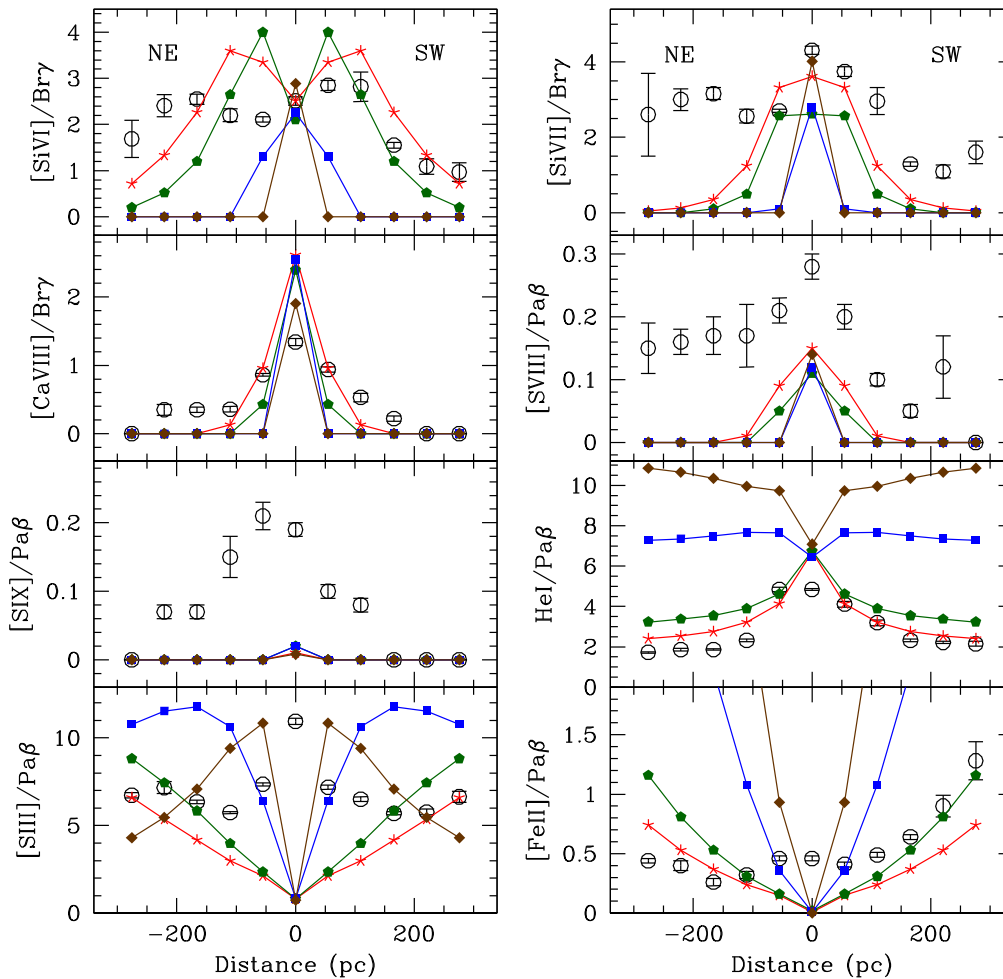 [SiVI]/Brγ
4
3
2
1
0
NE
SW
[SiVII]/Brγ
4
2
0
NE
SW
[CaVIII]/Brγ
2
1
0
[SVIII]/Paβ
0.3
0.2
0.1
0
[SIX]/Paβ
0.2
0.1
0
HeI/Paβ
10
8
6
4
2
0
[SIII]/Paβ
10
5
0
[FeII]/Paβ
1.5
1
0.5
0
−200
0
200
Distance (pc)
−200
0
200
Distance (pc)